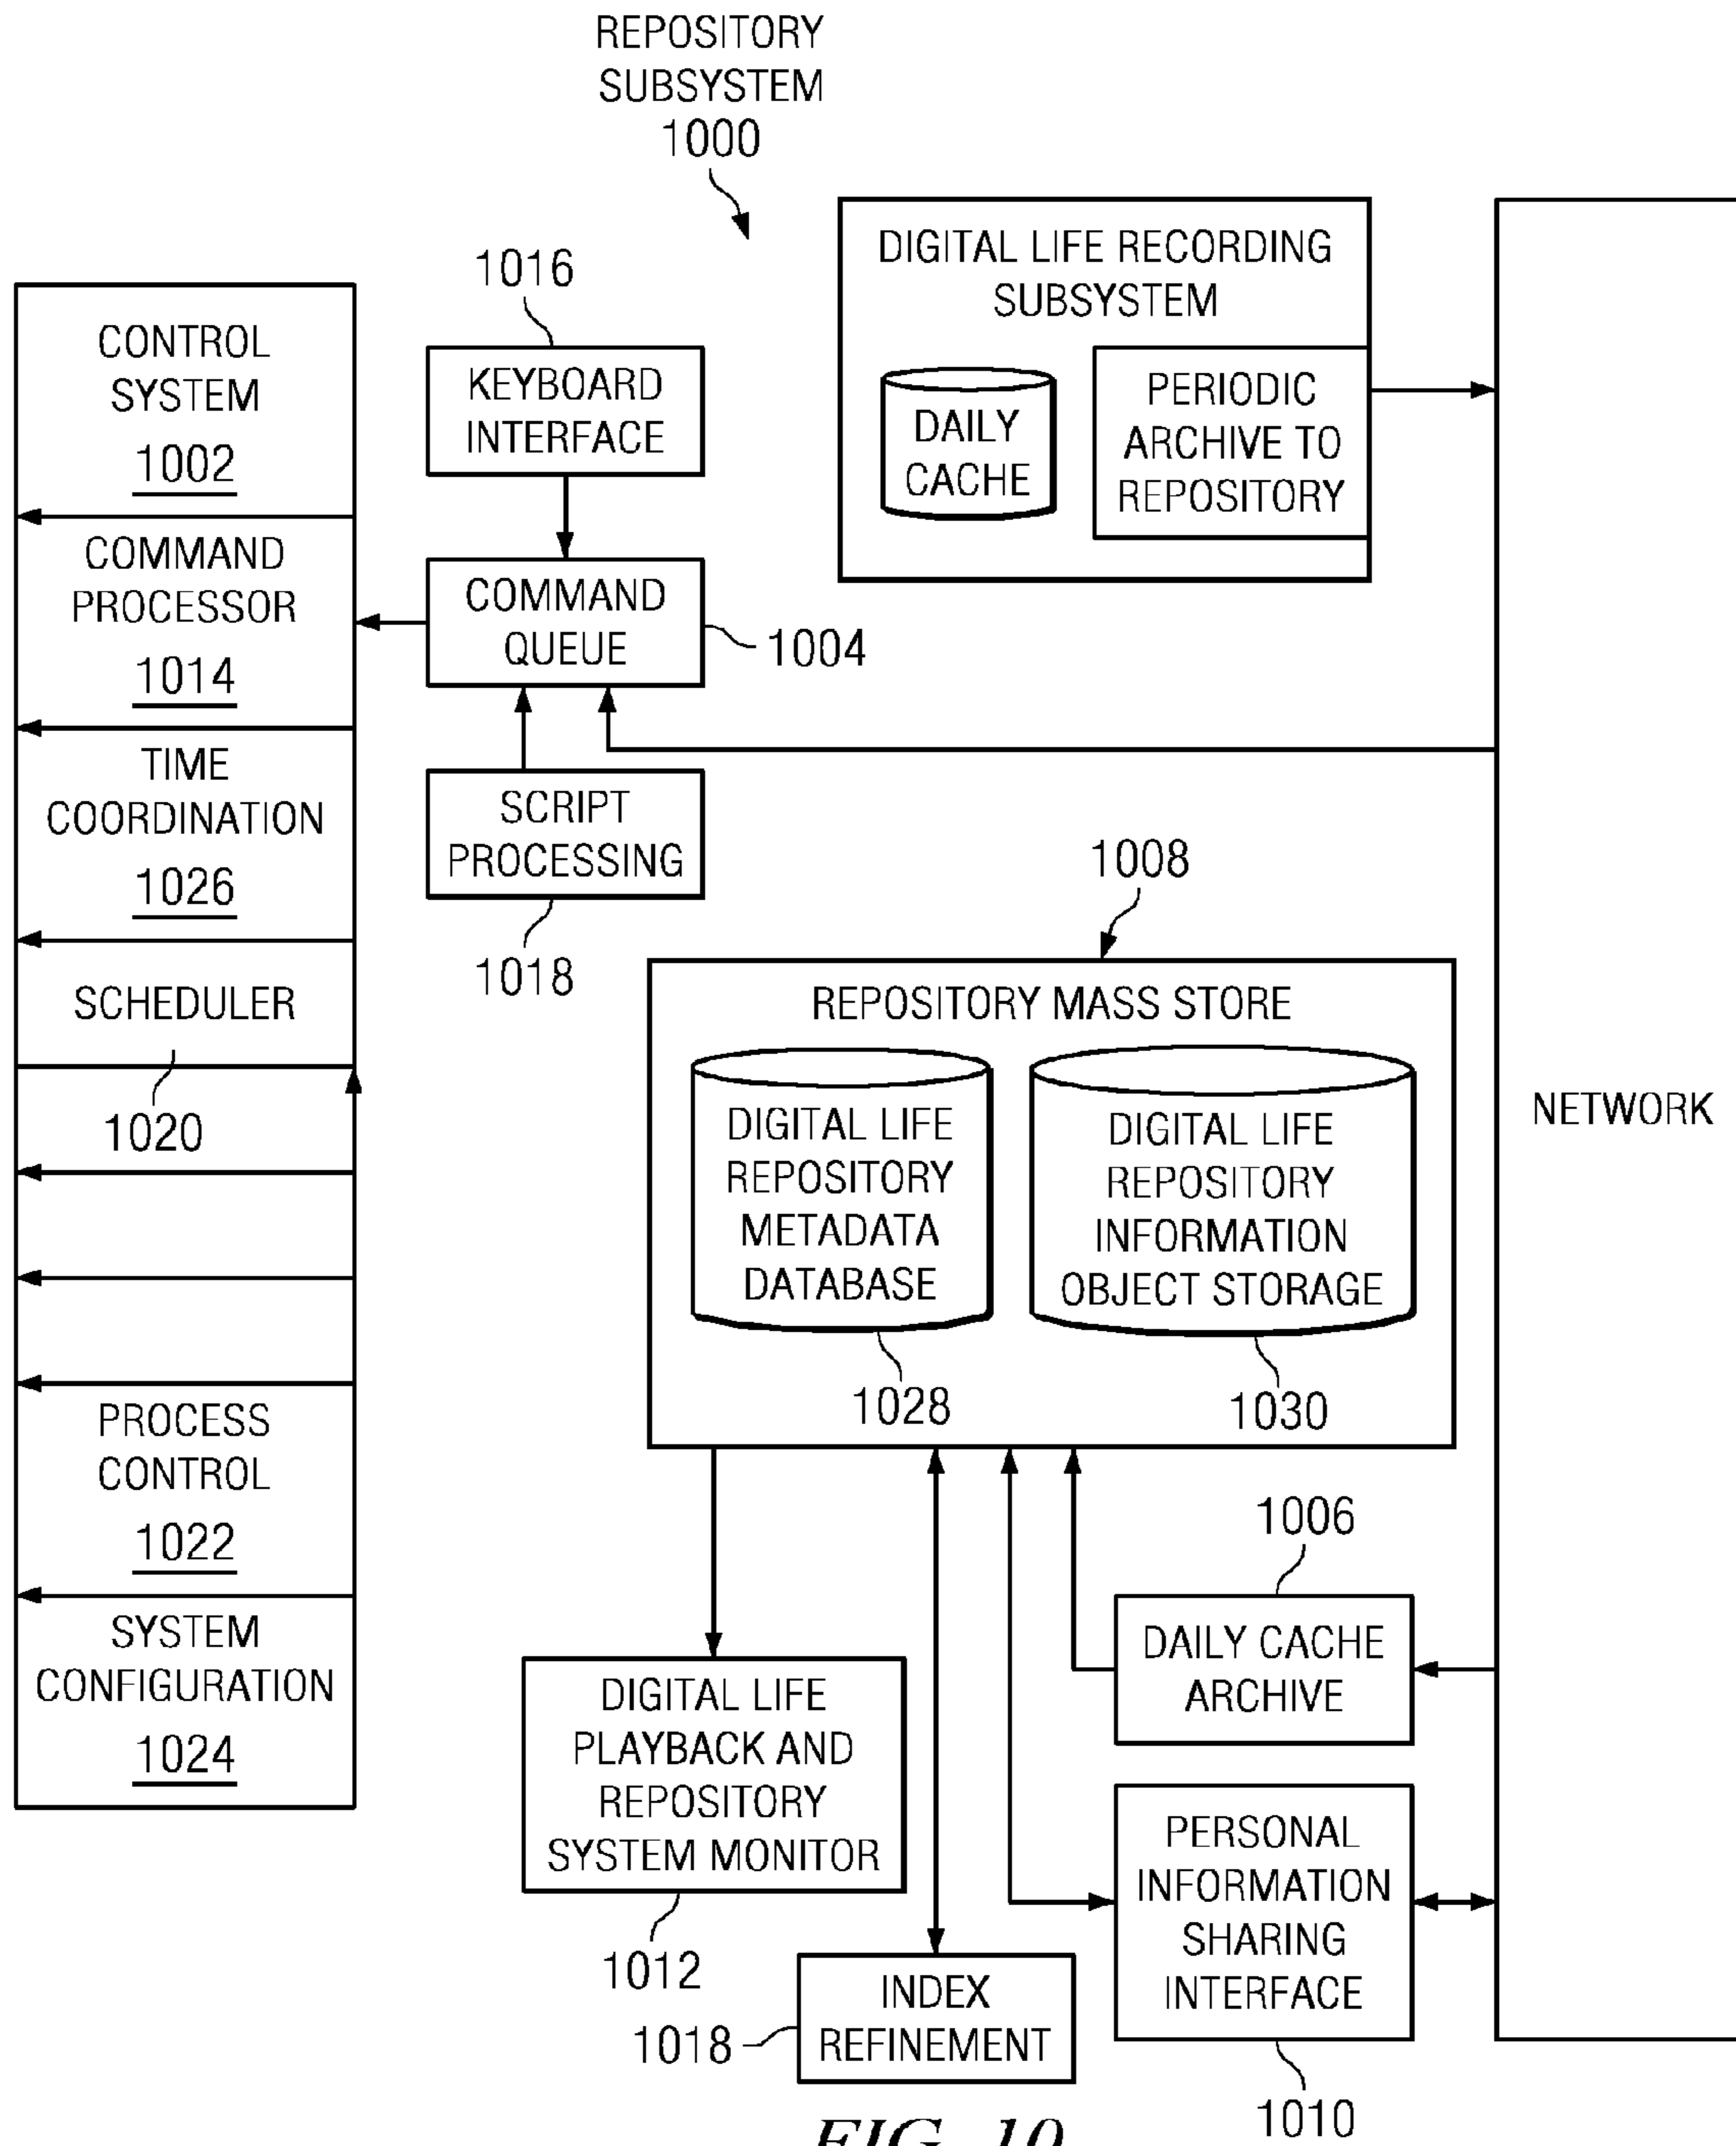 REPOSITORY
SUBSYSTEM
1000
CONTROL
SYSTEM
1002
COMMAND
PROCESSOR
1014
TIME
COORDINATION
1026
SCHEDULER
1020
PROCESS
CONTROL
1022
SYSTEM
CONFIGURATION
1024
1016
KEYBOARD
INTERFACE
COMMAND
QUEUE
1004
SCRIPT
PROCESSING
1018
DIGITAL LIFE RECORDING
SUBSYSTEM
DAILY
CACHE
PERIODIC
ARCHIVE TO
REPOSITORY
NETWORK
1008
REPOSITORY MASS STORE
DIGITAL LIFE
REPOSITORY
METADATA
DATABASE
1028
DIGITAL LIFE
REPOSITORY
INFORMATION
OBJECT STORAGE
1030
1006
DAILY CACHE
ARCHIVE
DIGITAL LIFE
PLAYBACK AND
REPOSITORY
SYSTEM MONITOR
1012
INDEX
REFINEMENT
1018
PERSONAL
INFORMATION
SHARING
INTERFACE
1010
FIG. 10